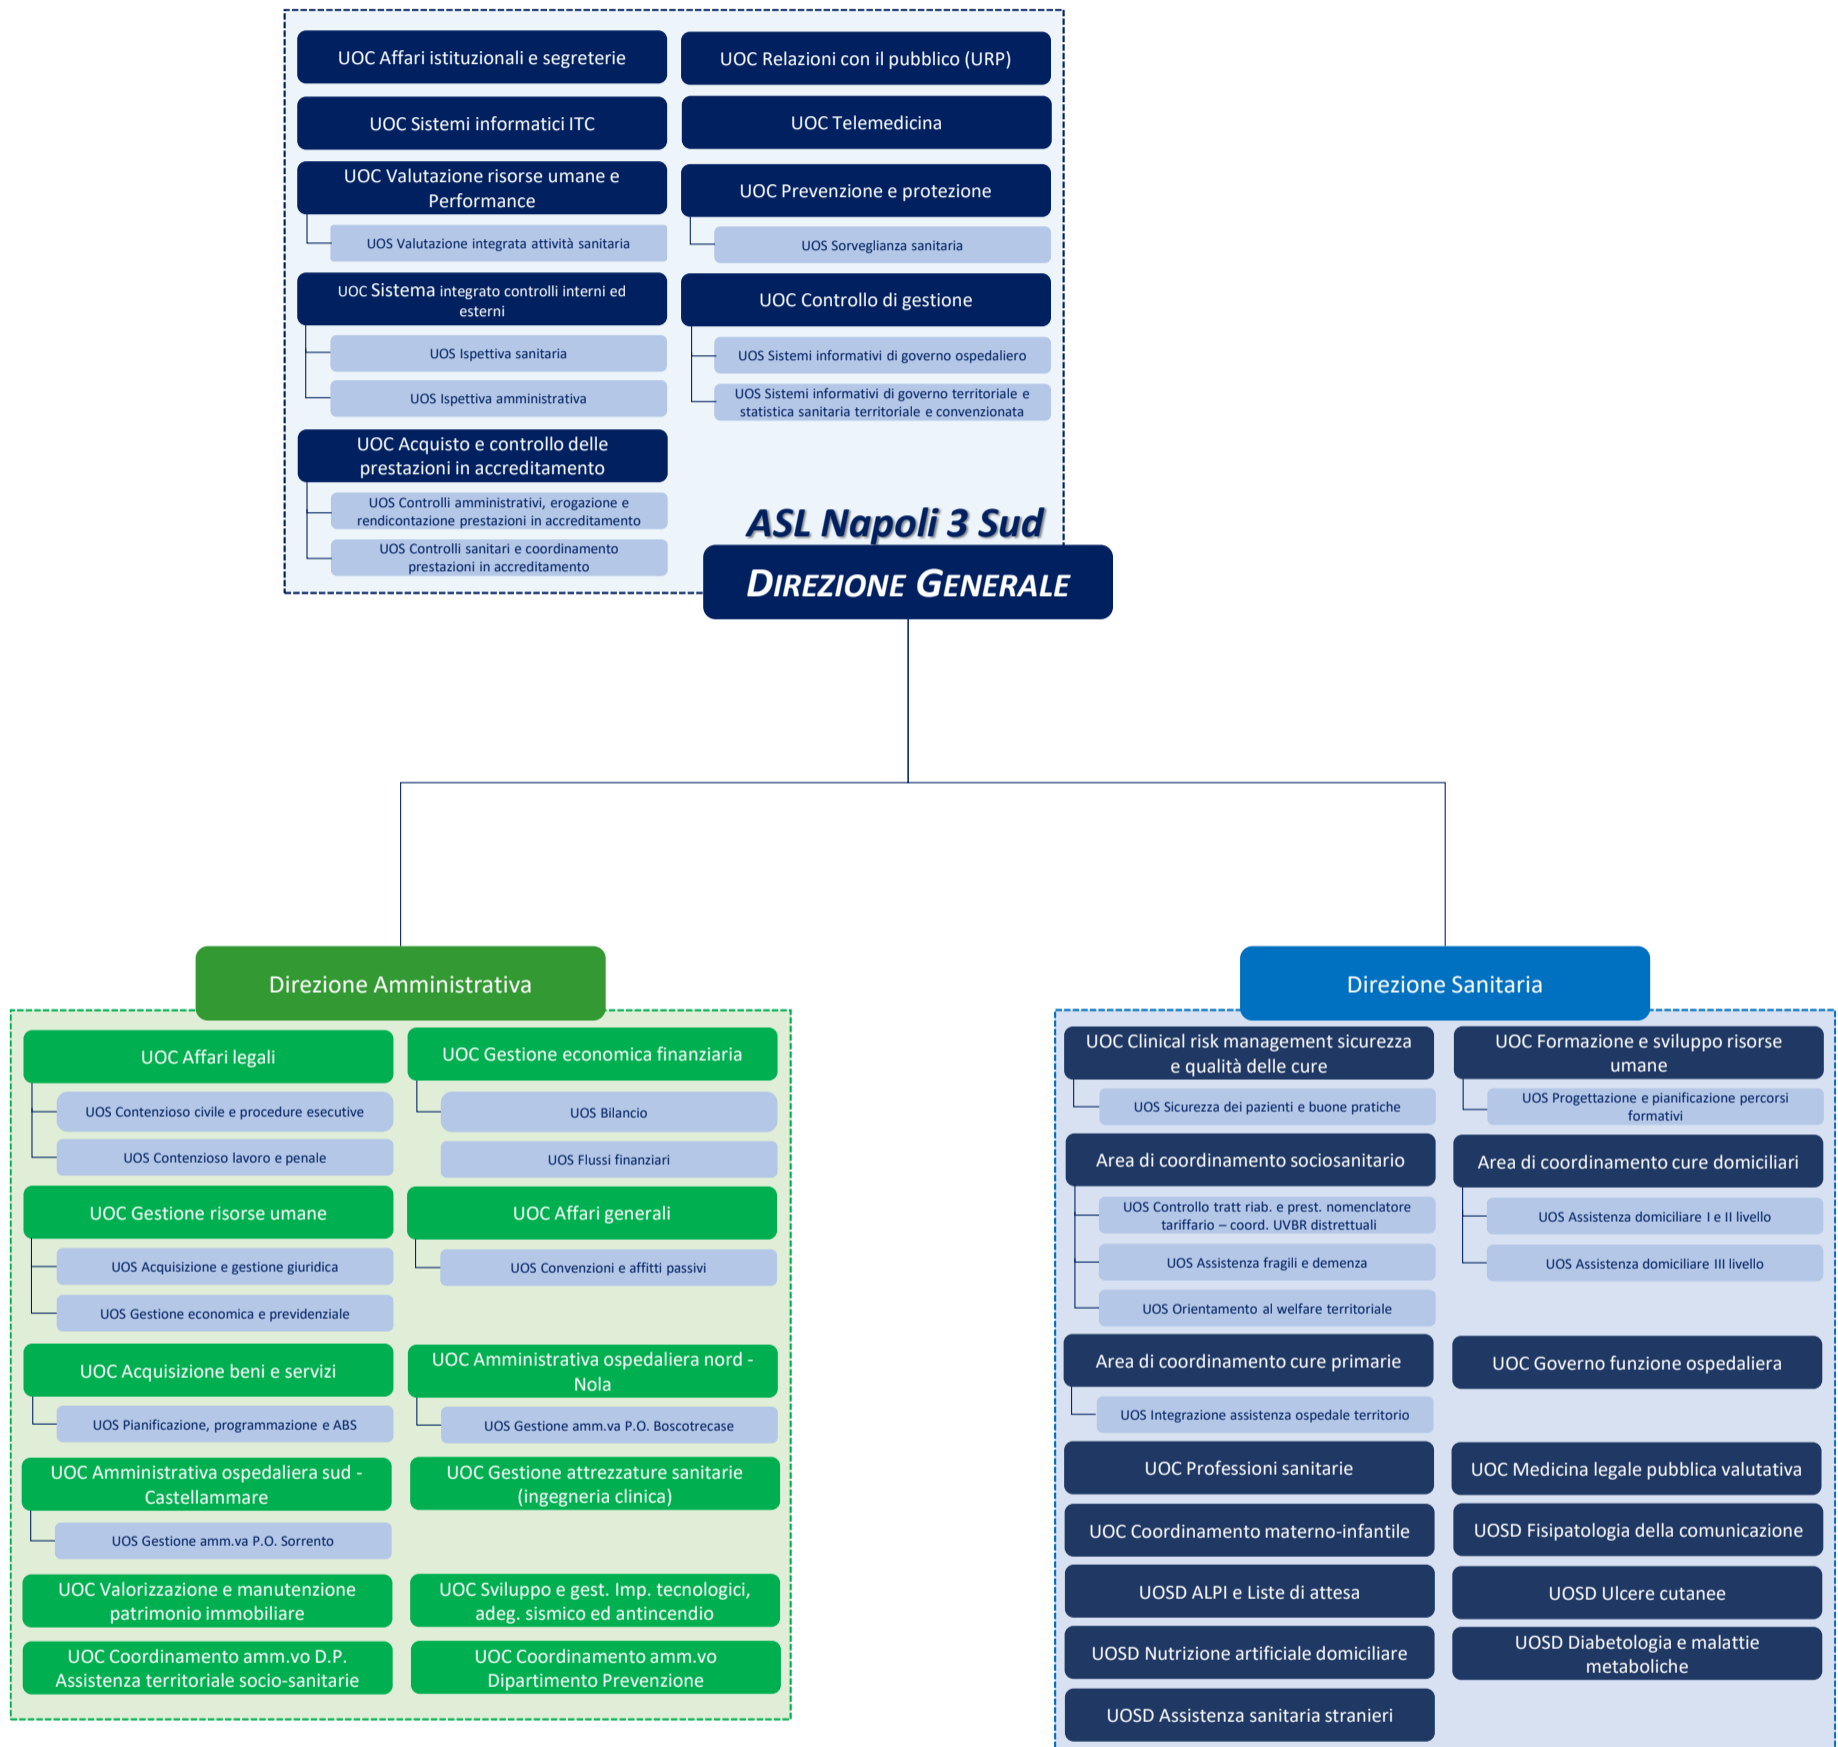 UOC Affari istituzionali e segreterie
UOC Relazioni con il pubblico (URP)
UOC Sistemi informatici ITC
UOC Telemedicina
UOC Valutazione risorse umane e
Performance
UOC Prevenzione e protezione
UOS Valutazione integrata attività sanitaria
UOS Sorveglianza sanitaria
UOC Sistema integrato controlli interni ed
esterni
UOC Controllo di gestione
UOS Ispettiva sanitaria
UOS Sistemi informativi di governo ospedaliero
UOS Ispettiva amministrativa
UOS Sistemi informativi di governo territoriale e
statistica sanitaria territoriale e convenzionata
UOC Acquisto e controllo delle
prestazioni in accreditamento
UOS Controlli amministrativi, erogazione e
rendicontazione prestazioni in accreditamento
UOS Controlli sanitari e coordinamento
prestazioni in accreditamento
ASL Napoli 3 Sud
DIREZIONE GENERALE
Direzione Amministrativa
UOC Affari legali
UOC Gestione economica finanziaria
UOS Contenzioso civile e procedure esecutive
UOS Bilancio
UOS Contenzioso lavoro e penale
UOS Flussi finanziari
UOC Gestione risorse umane
UOC Affari generali
UOS Acquisizione e gestione giuridica
UOS Convenzioni e affitti passivi
UOS Gestione economica e previdenziale
UOC Acquisizione beni e servizi
UOC Amministrativa ospedaliera nord -
Nola
UOS Pianificazione, programmazione e ABS
UOS Gestione amm.va P.O. Boscotrecase
UOC Amministrativa ospedaliera sud -
Castellammare
UOC Gestione attrezzature sanitarie
(ingegneria clinica)
UOS Gestione amm.va P.O. Sorrento
UOC Valorizzazione e manutenzione
patrimonio immobiliare
UOC Sviluppo e gest. Imp. tecnologici,
adeg. sismico ed antincendio
UOC Coordinamento amm.vo D.P.
Assistenza territoriale socio-sanitarie
UOC Coordinamento amm.vo
Dipartimento Prevenzione
Direzione Sanitaria
UOC Clinical risk management sicurezza
e qualità delle cure
UOC Formazione e sviluppo risorse
umane
UOS Sicurezza dei pazienti e buone pratiche
UOS Progettazione e pianificazione percorsi
formativi
Area di coordinamento sociosanitario
Area di coordinamento cure domiciliari
UOS Controllo tratt riab. e prest. nomenclatore
tariffario – coord. UVBR distrettuali
UOS Assistenza domiciliare I e II livello
UOS Assistenza fragili e demenza
UOS Assistenza domiciliare III livello
UOS Orientamento al welfare territoriale
Area di coordinamento cure primarie
UOC Governo funzione ospedaliera
UOS Integrazione assistenza ospedale territorio
UOC Professioni sanitarie
UOC Medicina legale pubblica valutativa
UOC Coordinamento materno-infantile
UOSD Fisipatologia della comunicazione
UOSD ALPI e Liste di attesa
UOSD Ulcere cutanee
UOSD Nutrizione artificiale domiciliare
UOSD Diabetologia e malattie
metaboliche
UOSD Assistenza sanitaria stranieri